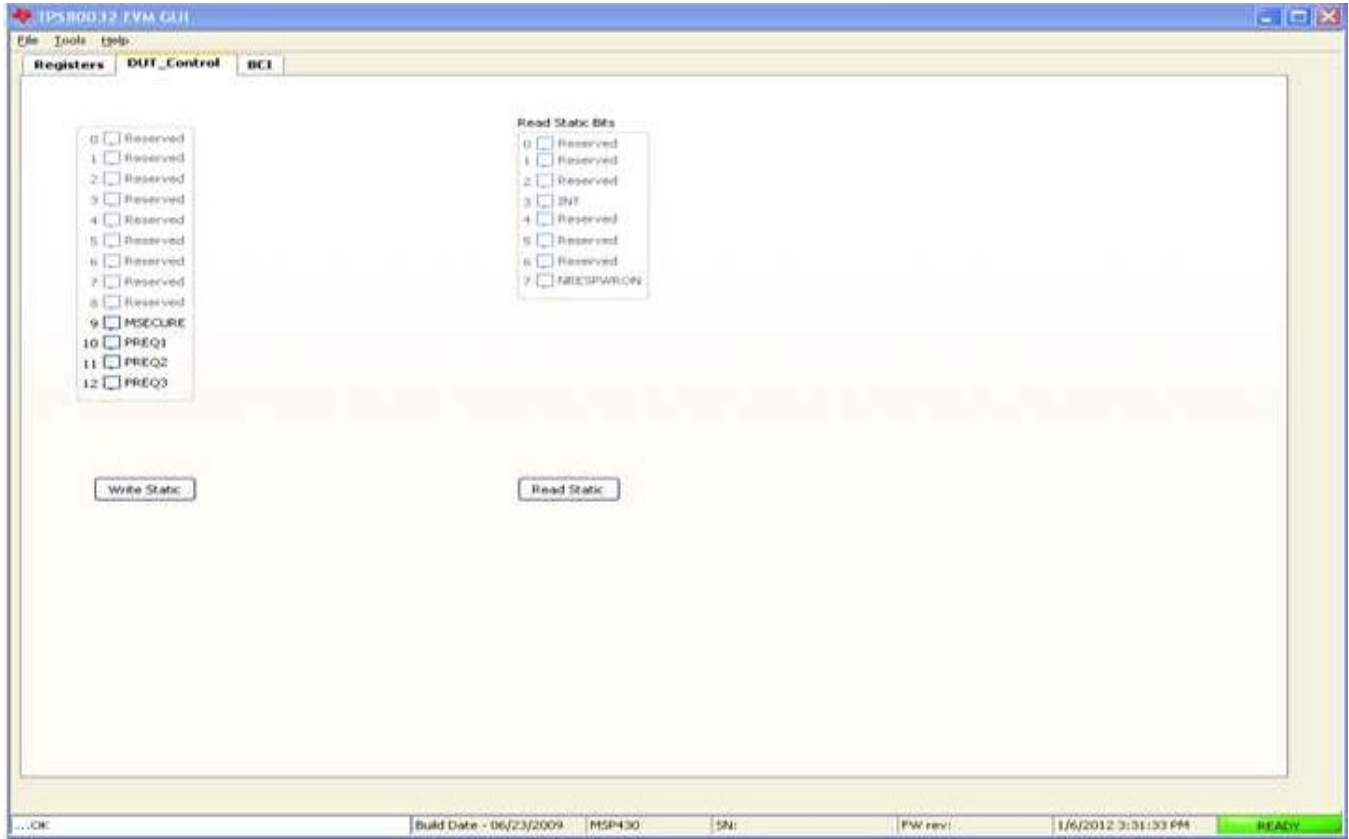 TPS80032 EVM GUI
File Tools Help
Registers DUT_Control BCI
0 Reserved
1 Reserved
2 Reserved
3 Reserved
4 Reserved
5 Reserved
6 Reserved
7 Reserved
8 Reserved
9 MSECURE
10 PREQ1
11 PREQ2
12 PREQ3
Write Static
Read Static Bits
0 Reserved
1 Reserved
2 Reserved
3 INT
4 Reserved
5 Reserved
6 Reserved
7 NRESPWRON
Read Static
...OK Build Date - 06/23/2009 MSP430 SN: FW rev: 1/6/2012 3:31:33 PM READY